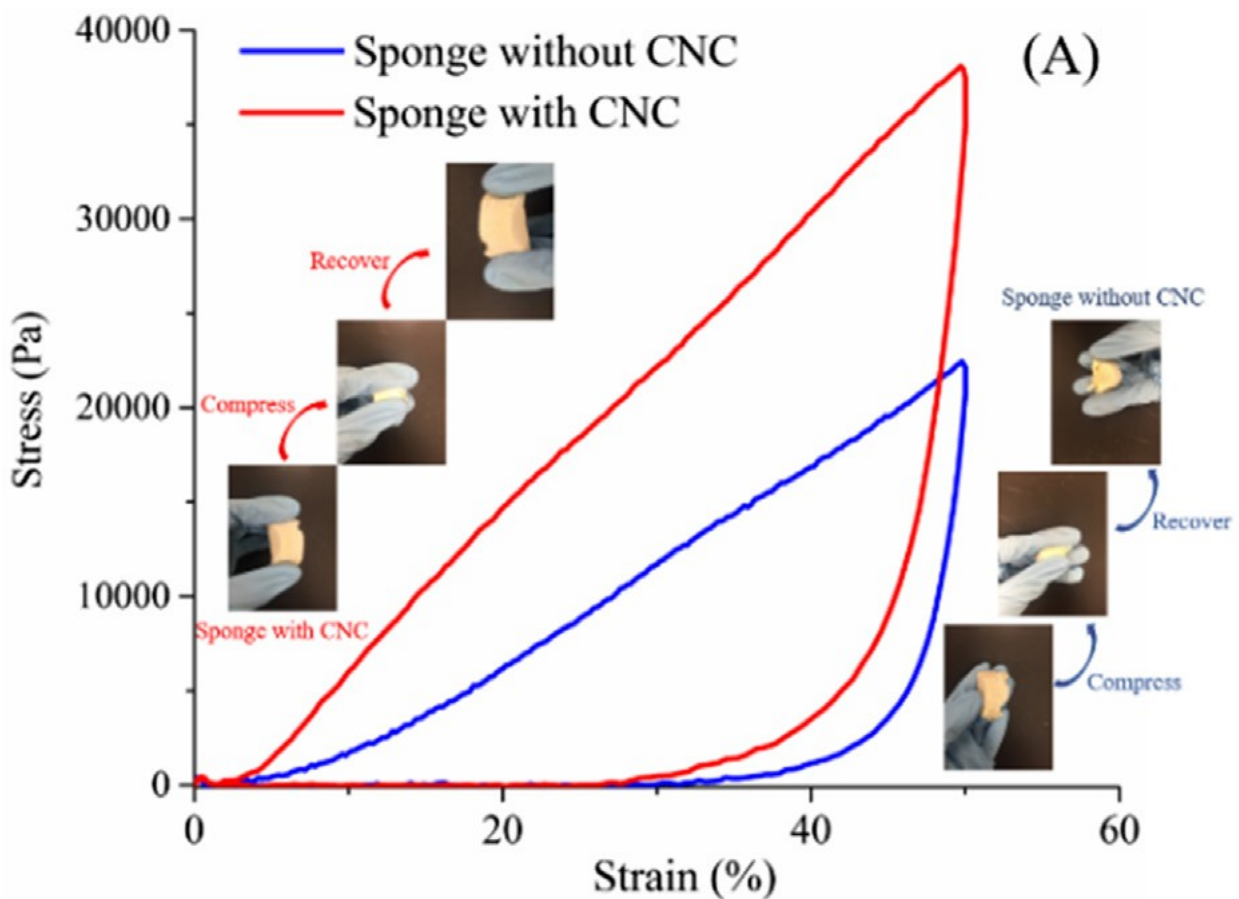 40000
Sponge without CNC
(A)
Sponge with CNC
30000
Recover
Sponge without CNC
Stress (Pa)
20000
Compress
Recover
10000
Sponge with CNC
Compress
0
0
20
40
60
Strain (%)